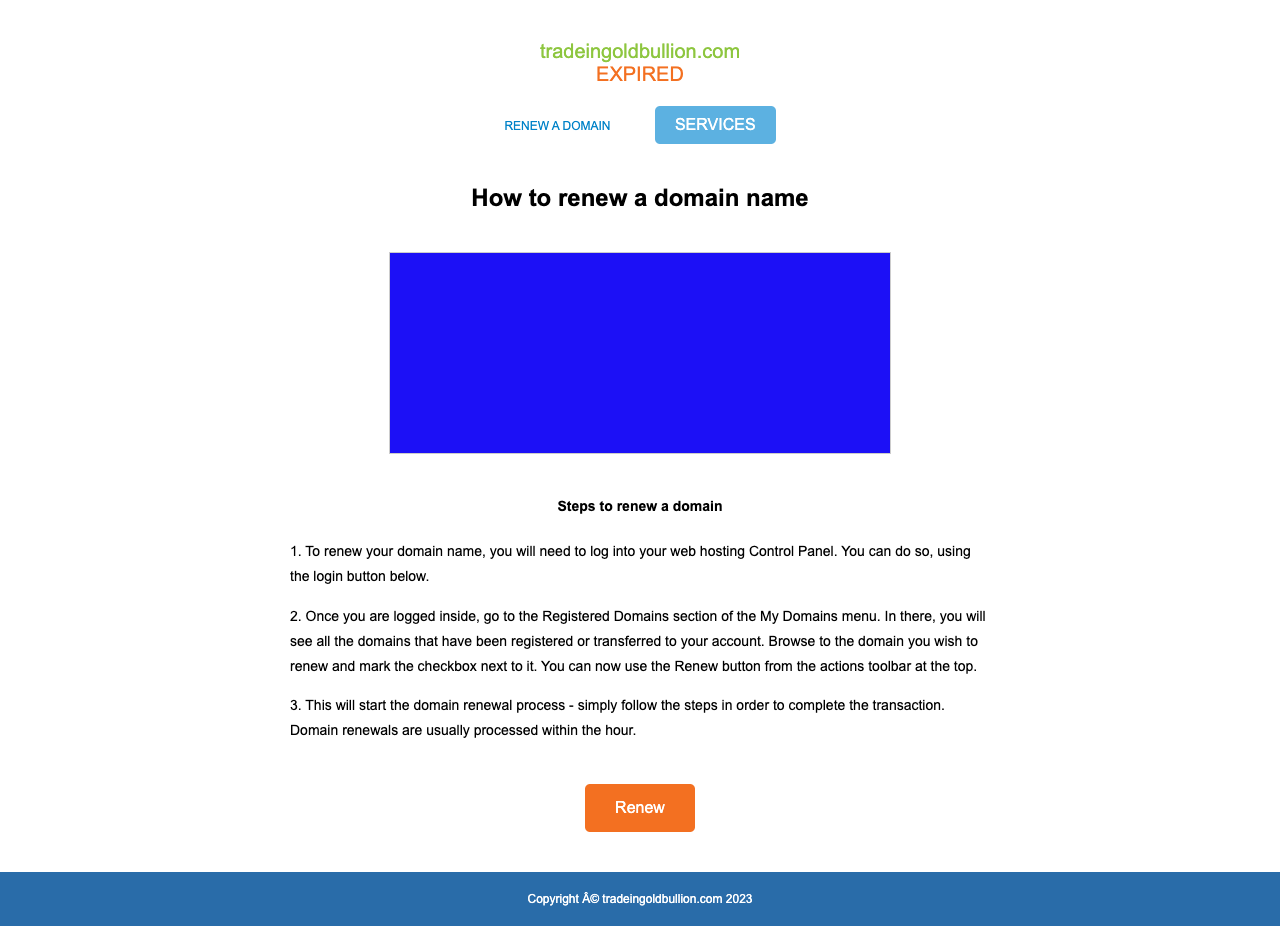 tradeingoldbullion.com
EXPIRED
RENEW A DOMAIN
SERVICES
How to renew a domain name
Steps to renew a domain
1. To renew your domain name, you will need to log into your web hosting Control Panel. You can do so, using
the login button below.
2. Once you are logged inside, go to the Registered Domains section of the My Domains menu. In there, you will
see all the domains that have been registered or transferred to your account. Browse to the domain you wish to
renew and mark the checkbox next to it. You can now use the Renew button from the actions toolbar at the top.
3. This will start the domain renewal process - simply follow the steps in order to complete the transaction.
Domain renewals are usually processed within the hour.
Renew
Copyright Â© tradeingoldbullion.com 2023